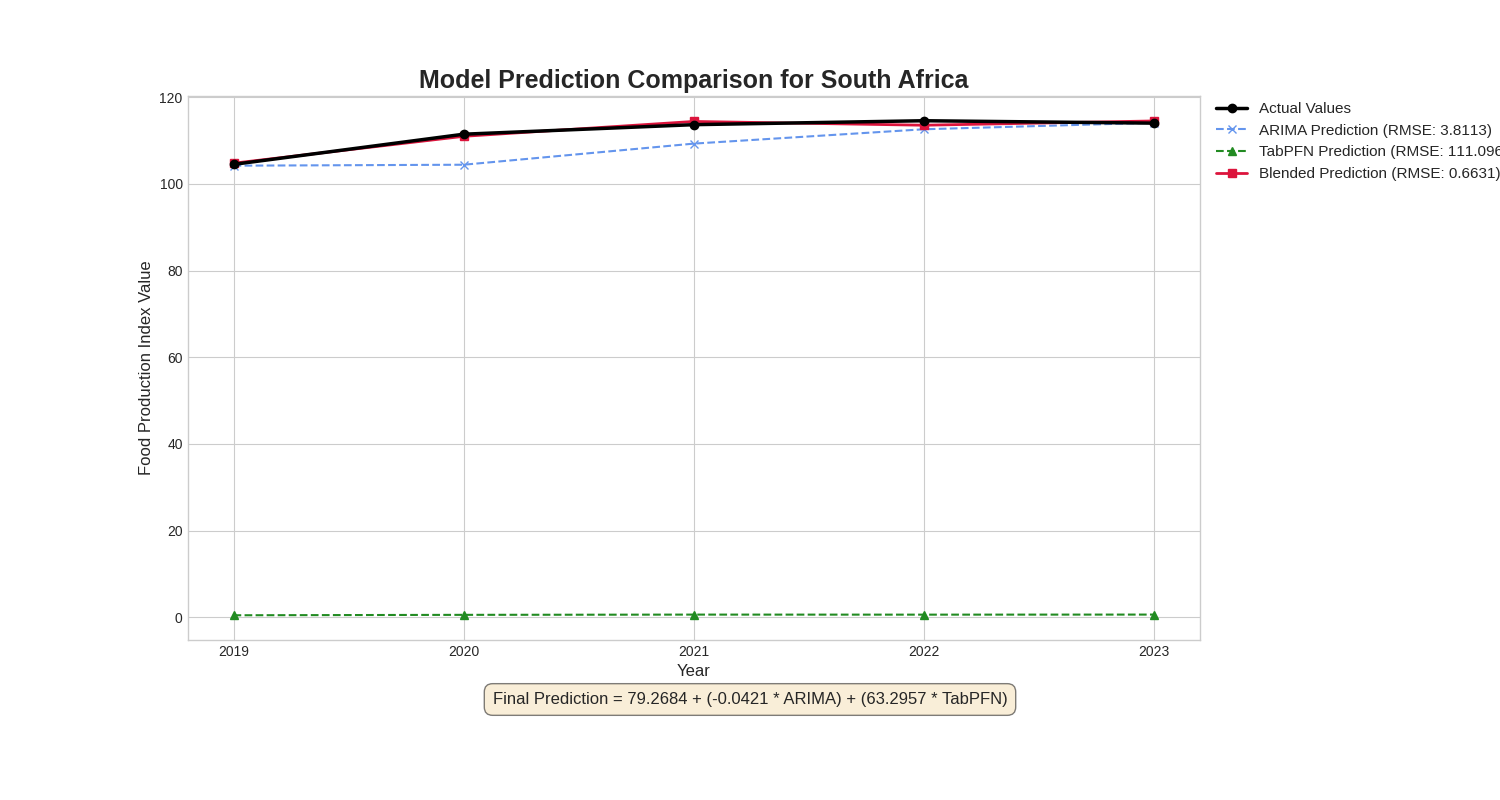 Model Prediction Comparison for South Africa
120
100
80
60
40
20
0
Food Production Index Value
2019 2020 2021 2022 2023
Year
Actual Values
ARIMA Prediction (RMSE: 3.8113)
TabPFN Prediction (RMSE: 111.096
Blended Prediction (RMSE: 0.6631)
Final Prediction = 79.2684 + (-0.0421 * ARIMA) + (63.2957 * TabPFN)